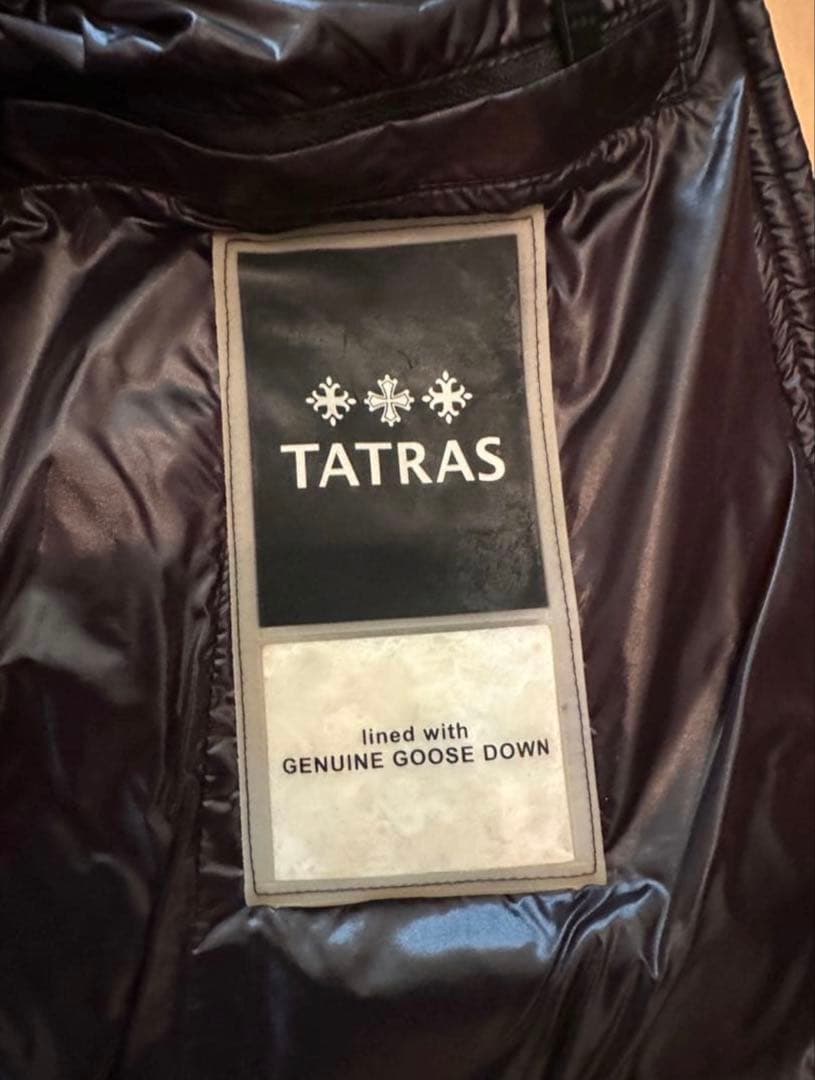 TATRAS
lined with
GENUINE GOOSE DOWN